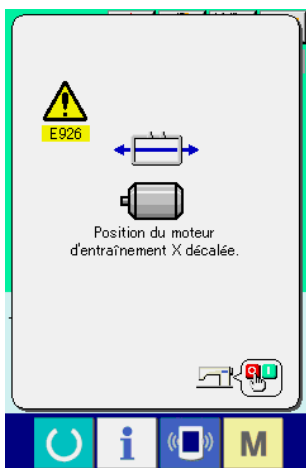 E926
Position du moteur
d'entraînement X décalée.
i
M